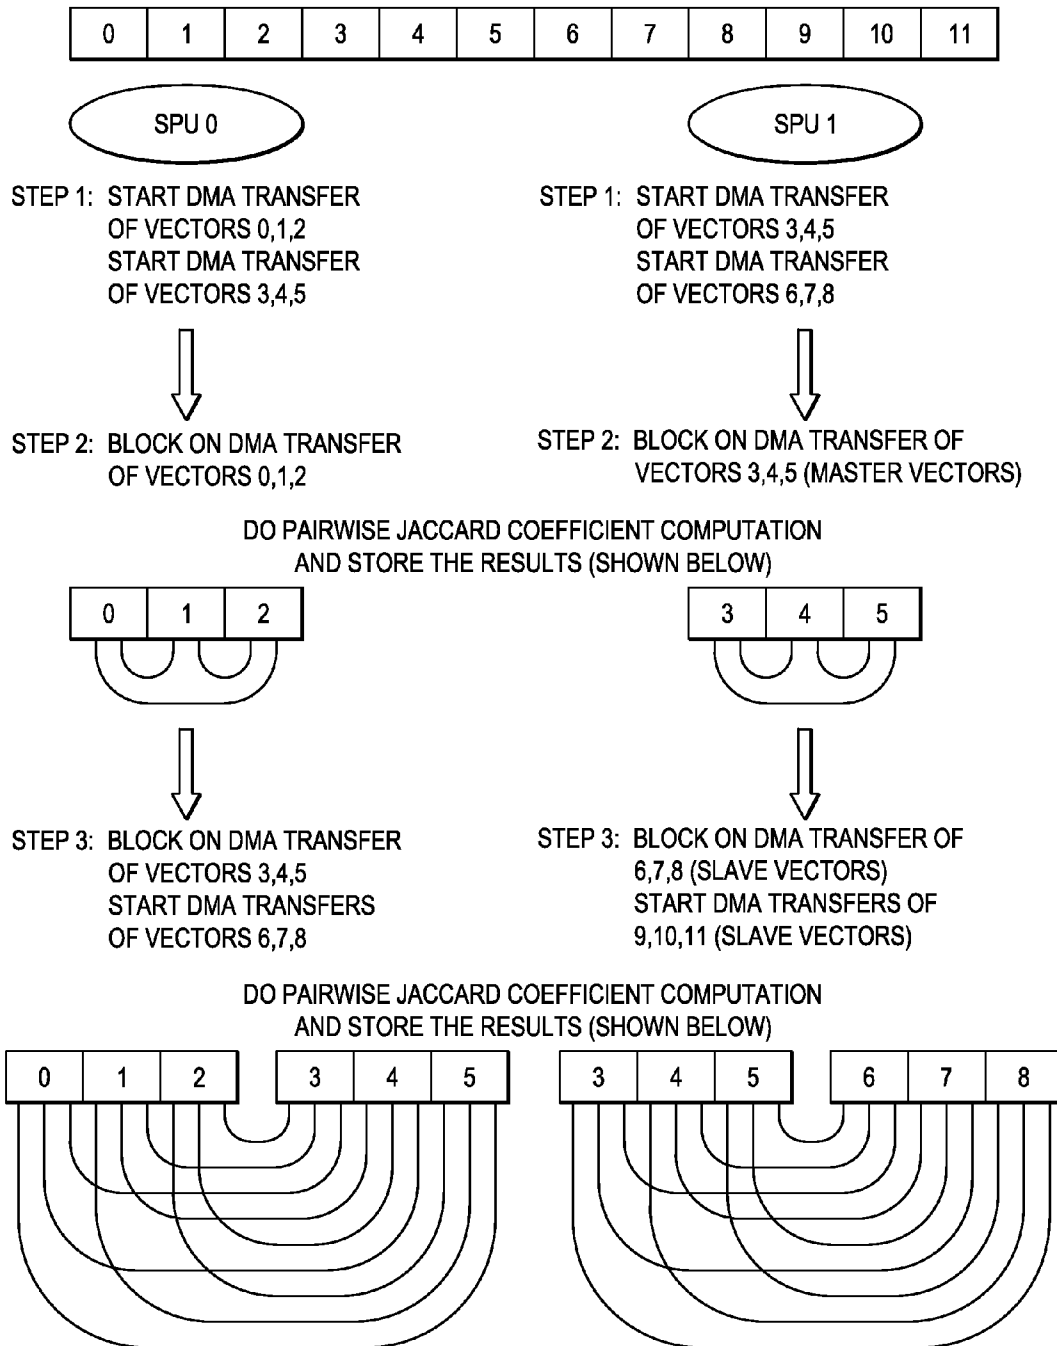 0 1 2 3 4 5 6 7 8 9 10 11
SPU 0
SPU 1
STEP 1: START DMA TRANSFER
OF VECTORS 0,1,2
START DMA TRANSFER
OF VECTORS 3,4,5
STEP 1: START DMA TRANSFER
OF VECTORS 3,4,5
START DMA TRANSFER
OF VECTORS 6,7,8
STEP 2: BLOCK ON DMA TRANSFER
OF VECTORS 0,1,2
STEP 2: BLOCK ON DMA TRANSFER OF
VECTORS 3,4,5 (MASTER VECTORS)
DO PAIRWISE JACCARD COEFFICIENT COMPUTATION
AND STORE THE RESULTS (SHOWN BELOW)
0 1 2
3 4 5
STEP 3: BLOCK ON DMA TRANSFER
OF VECTORS 3,4,5
START DMA TRANSFERS
OF VECTORS 6,7,8
STEP 3: BLOCK ON DMA TRANSFER OF
6,7,8 (SLAVE VECTORS)
START DMA TRANSFERS OF
9,10,11 (SLAVE VECTORS)
DO PAIRWISE JACCARD COEFFICIENT COMPUTATION
AND STORE THE RESULTS (SHOWN BELOW)
0 1 2 3 4 5
3 4 5 6 7 8